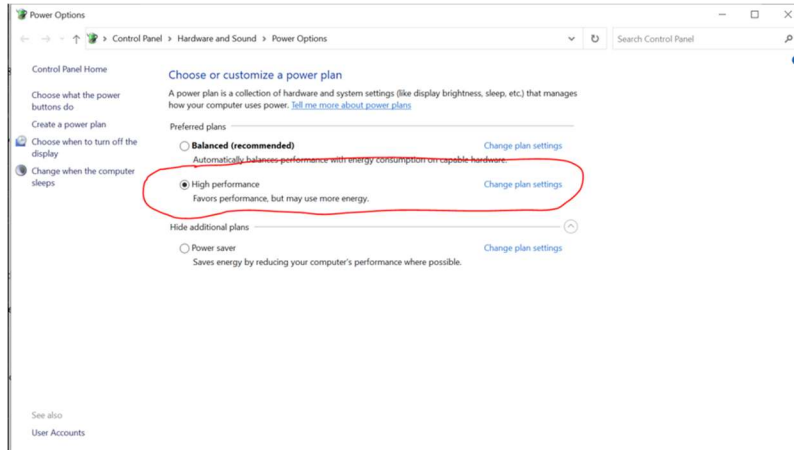 Power Options
Control Panel > Hardware and Sound > Power Options
Search Control Panel
Control Panel Home
Choose what the power
buttons do
Create a power plan
Choose when to turn off the
display
Change when the computer
sleeps
Choose or customize a power plan
A power plan is a collection of hardware and system settings (like display brightness, sleep, etc.) that manages
how your computer uses power. Tell me more about power plans
Preferred plans
Balanced (recommended) Change plan settings
Automatically balances performance with energy consumption on capable hardware.
High performance Change plan settings
Favors performance, but may use more energy.
Hide additional plans
Power saver Change plan settings
Saves energy by reducing your computer's performance where possible.
See also
User Accounts